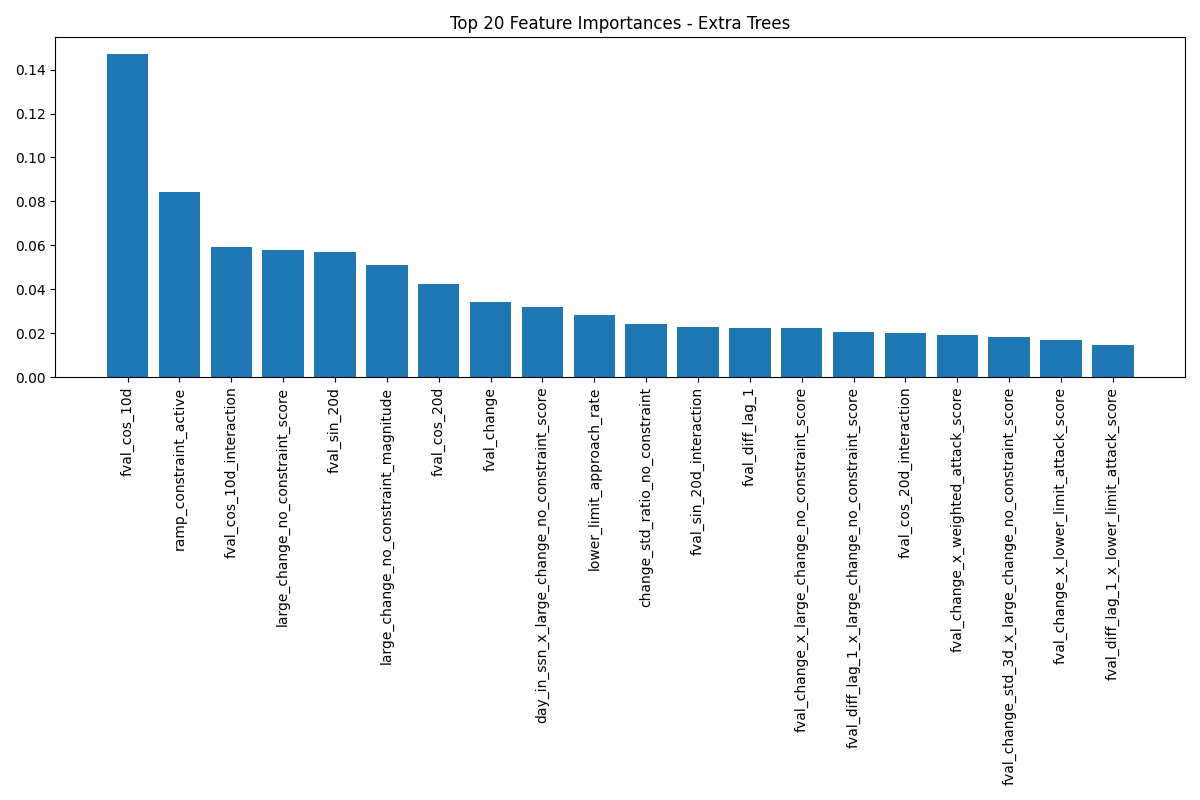 Top 20 Feature Importances - Extra Trees
0.14
0.12
0.10
0.08
0.06
0.04
0.02
0.00
fval_cos_10d
ramp_constraint_active
fval_cos_10d_interaction
large_change_no_constraint_score
fval_sin_20d
large_change_no_constraint_magnitude
fval_cos_20d
fval_change
day_in_ssn_x_large_change_no_constraint_score
lower_limit_approach_rate
change_std_ratio_no_constraint
fval_sin_20d_interaction
fval_diff_lag_1
fval_change_x_large_change_no_constraint_score
fval_diff_lag_1_x_large_change_no_constraint_score
fval_cos_20d_interaction
fval_change_x_weighted_attack_score
fval_change_std_3d_x_large_change_no_constraint_score
fval_change_x_lower_limit_attack_score
fval_diff_lag_1_x_lower_limit_attack_score